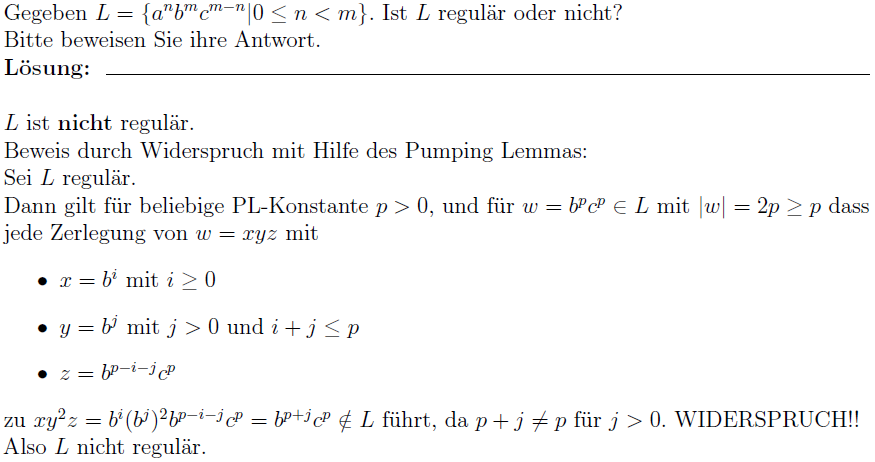 Gegeben $L = \{a^n b^m c^{m-n} | 0 \leq n < m\}$. Ist $L$ regulär oder nicht?
Bitte beweisen Sie ihre Antwort.
Lösung:
$L$ ist nicht regulär.
Beweis durch Widerspruch mit Hilfe des Pumping Lemmas:
Sei $L$ regulär.
Dann gilt für beliebige PL-Konstante $p > 0$, und für $w = b^p c^p \in L$ mit $|w| = 2p \geq p$ dass
jede Zerlegung von $w = xyz$ mit
• $x = b^i$ mit $i \geq 0$
• $y = b^j$ mit $j > 0$ und $i + j \leq p$
• $z = b^{p-i-j} c^p$
zu $xy^2z = b^i (b^j)^2 b^{p-i-j} c^p = b^{p+j} c^p \notin L$ führt, da $p + j \neq p$ für $j > 0$. WIDERSPRUCH!!
Also $L$ nicht regulär.